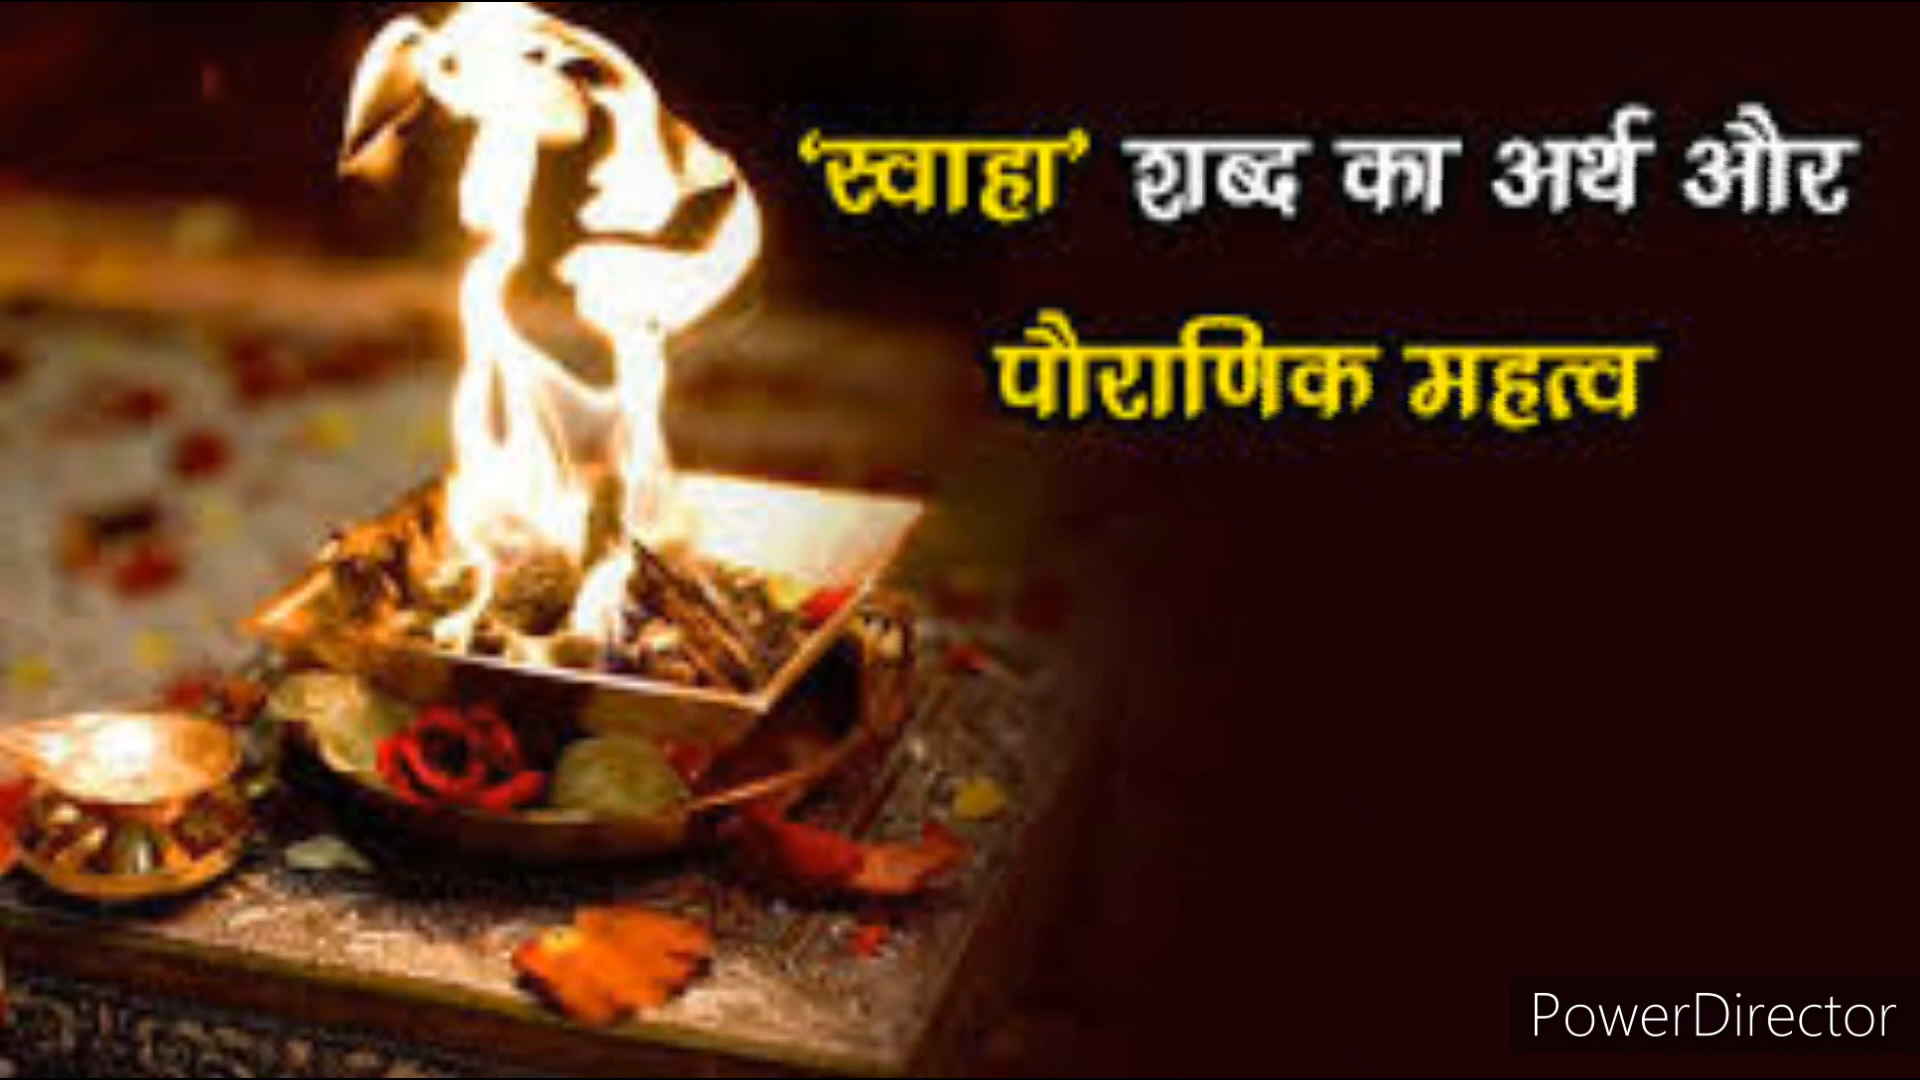 ‘स्वाहा’ शब्द का अर्थ और
पौराणिक महत्व
PowerDirector